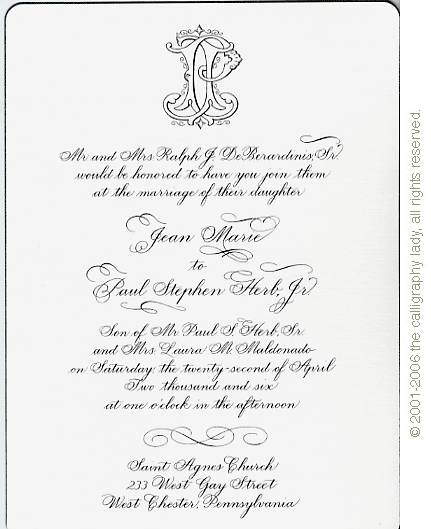 JP
Mr and Mrs Ralph J. DeBerardinis, Sr.
would be honored to have you join them
at the marriage of their daughter
Jean Marie
to
Paul Stephen Herb, Jr.
Son of Mr Paul S. Herb, Sr.
and Mrs. Laura M. Maldonado
on Saturday, the twenty-second of April
Two thousand and six
at one o'clock in the afternoon
Saint Agnes Church
233 West Gay Street
West Chester, Pennsylvania
© 2001-2006 the calligraphy lady, all rights reserved.